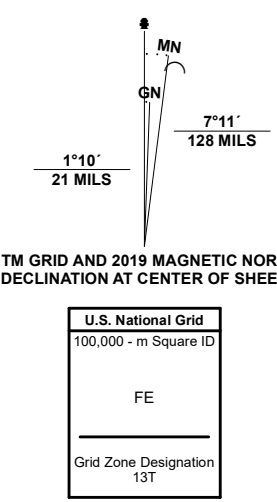 MN
GN
7°11´
128 MILS
1°10´
21 MILS
TM GRID AND 2019 MAGNETIC NOR
DECLINATION AT CENTER OF SHEE
U.S. National Grid
100,000 - m Square ID
FE
Grid Zone Designation
13T